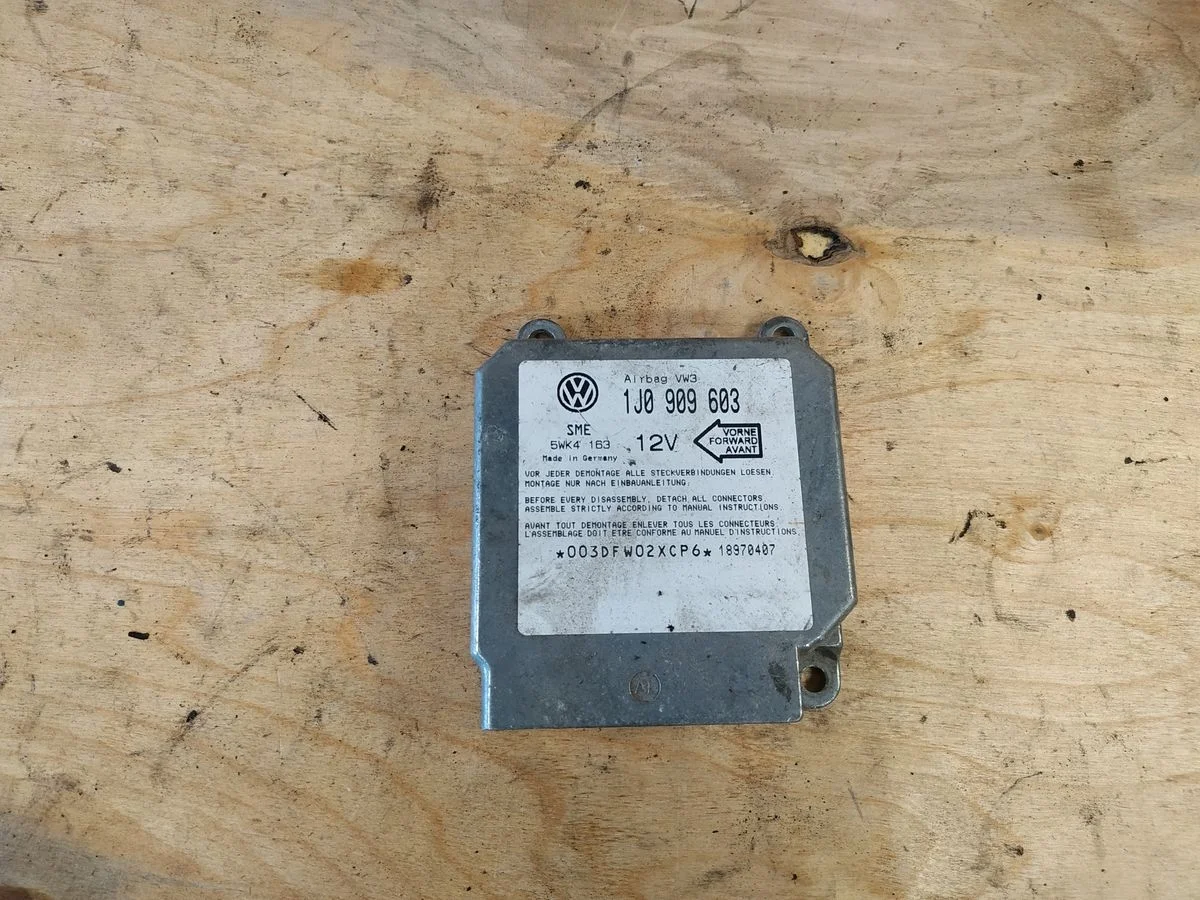 Airbag VW3
1J0 909 603
SME
5WK4 163
12V
Made in Germany
VORNE
FORWARD
AVANT
VOR JEDER DEMONTAGE ALLE STECKVERBINDUNGEN LOESEN.
MONTAGE NUR NACH EINBAUANLEITUNG.
BEFORE EVERY DISASSEMBLY, DETACH ALL CONNECTORS.
ASSEMBLE STRICTLY ACCORDING TO MANUAL INSTRUCTIONS.
AVANT TOUT DEMONTAGE ENLEVER TOUS LES CONNECTEURS.
L'ASSEMBLAGE DOIT ETRE CONFORME AU MANUEL D'INSTRUCTIONS.
*003DFW02XCP6* 18970407